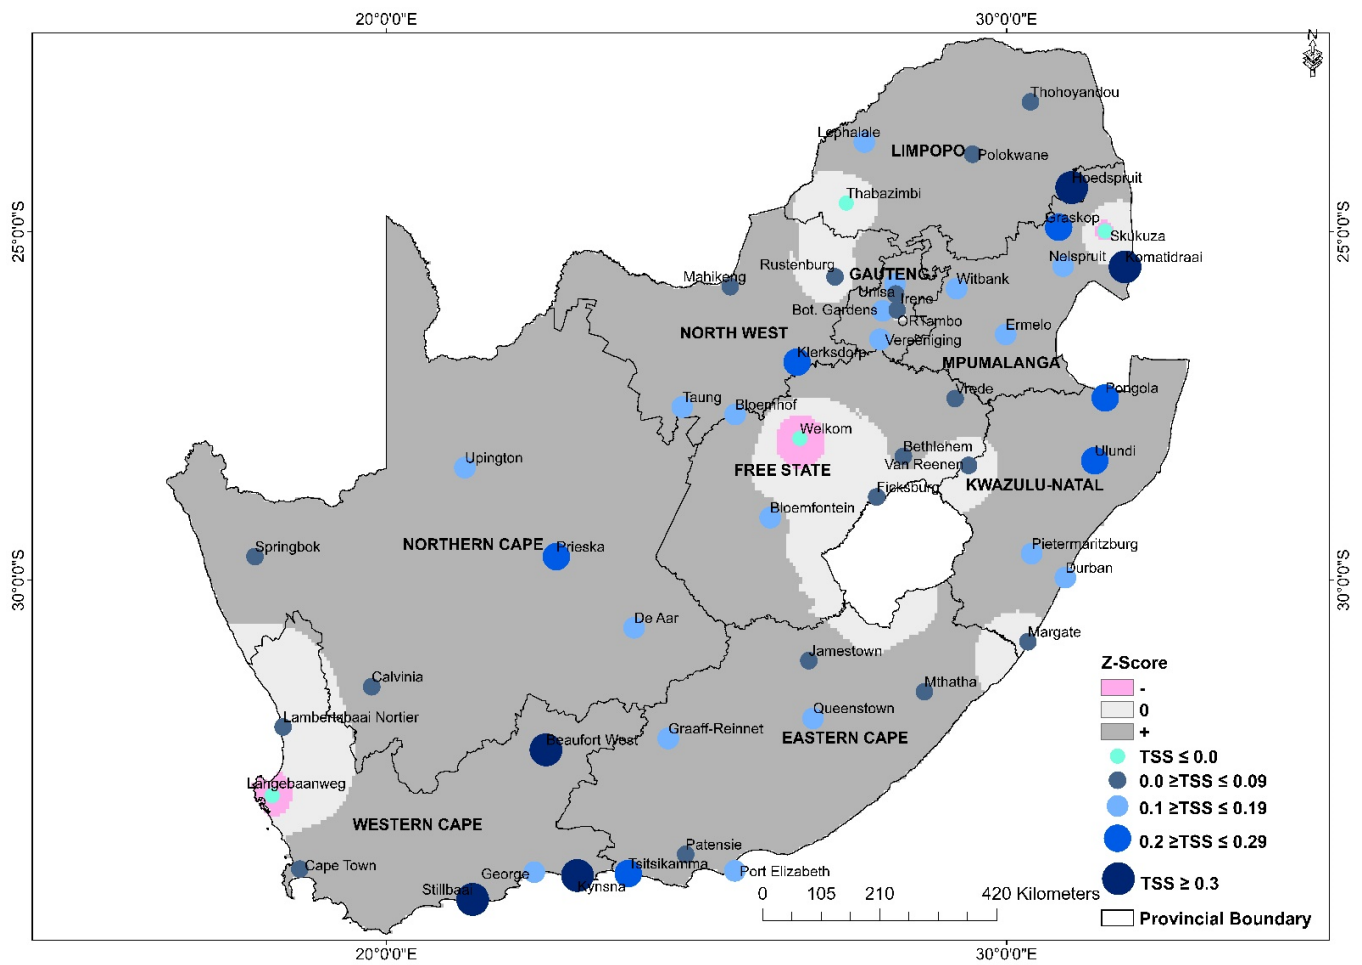 20°0'0"E
30°0'0"E
N
Thohoyandou
Lephalale
LIMPOPO
Polokwane
Hoedspruit
Thabazimbi
25°0'0"S
25°0'0"S
Graskop
Skukuza
Nelspruit
Komatidraai
Rustenburg
GAUTENG
Mahikeng
Witbank
Unisa
Irene
Bot. Gardens
ORTambo
Ermelo
NORTH WEST
Vereeniging
Klerksdorp
MPUMALANGA
Vrede
Pongola
Taung
Bloemhof
Welkom
Bethlehem
Ulundi
Upington
Van Reenen
FREE STATE
KWAZULU-NATAL
Ficksburg
Bloemfontein
Springbok
NORTHERN CAPE
Prieska
Pietermaritzburg
Durban
30°0'0"S
30°0'0"S
De Aar
Margate
Jamestown
Z-Score
Calvinia
Mthatha
-
Lambertsbaai Nortier
Queenstown
0
Graaff-Reinnet
+
Beaufort West
EASTERN CAPE
TSS ≤ 0.0
Langebaanweg
0.0 ≥TSS ≤ 0.09
0.1 ≥TSS ≤ 0.19
WESTERN CAPE
0.2 ≥TSS ≤ 0.29
Patensie
Cape Town
George
Tsitsikamma
Port Elizabeth
TSS ≥ 0.3
Stillbaai
Kynsna
0 105 210 420 Kilometers
Provincial Boundary
20°0'0"E
30°0'0"E